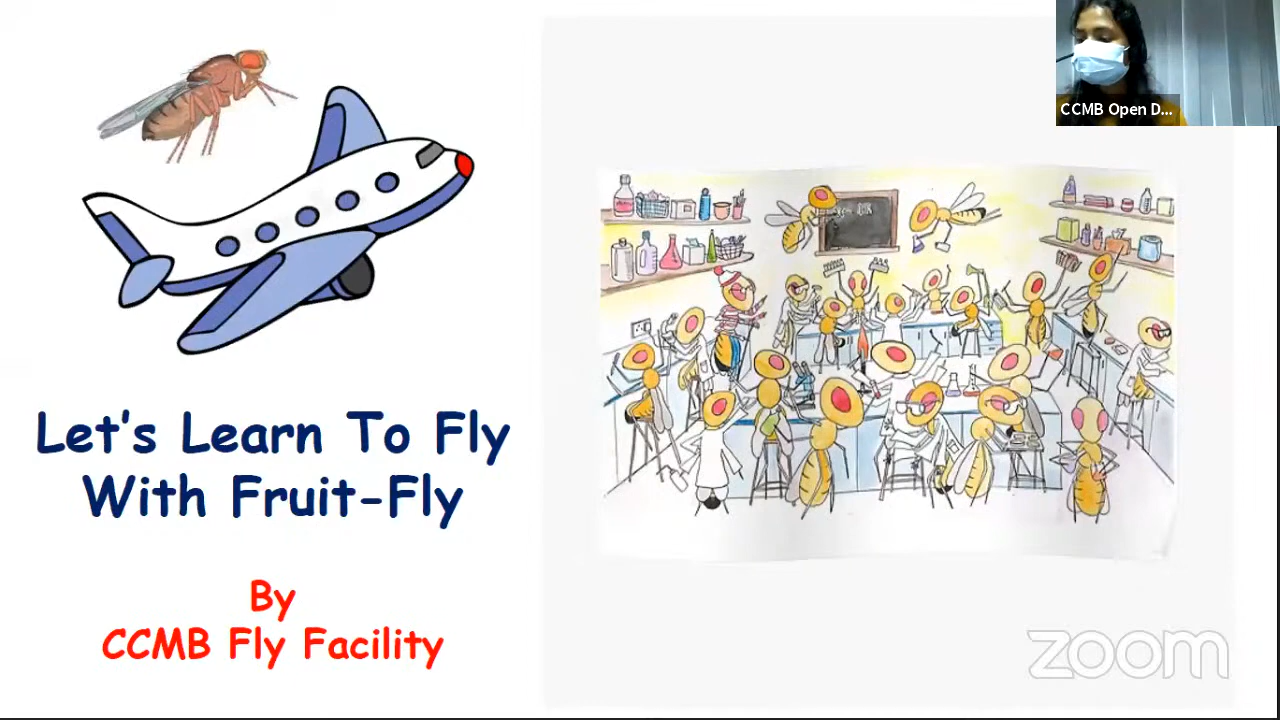 CCMB Open D...
Let's Learn To Fly
With Fruit-Fly
By
CCMB Fly Facility
zoom